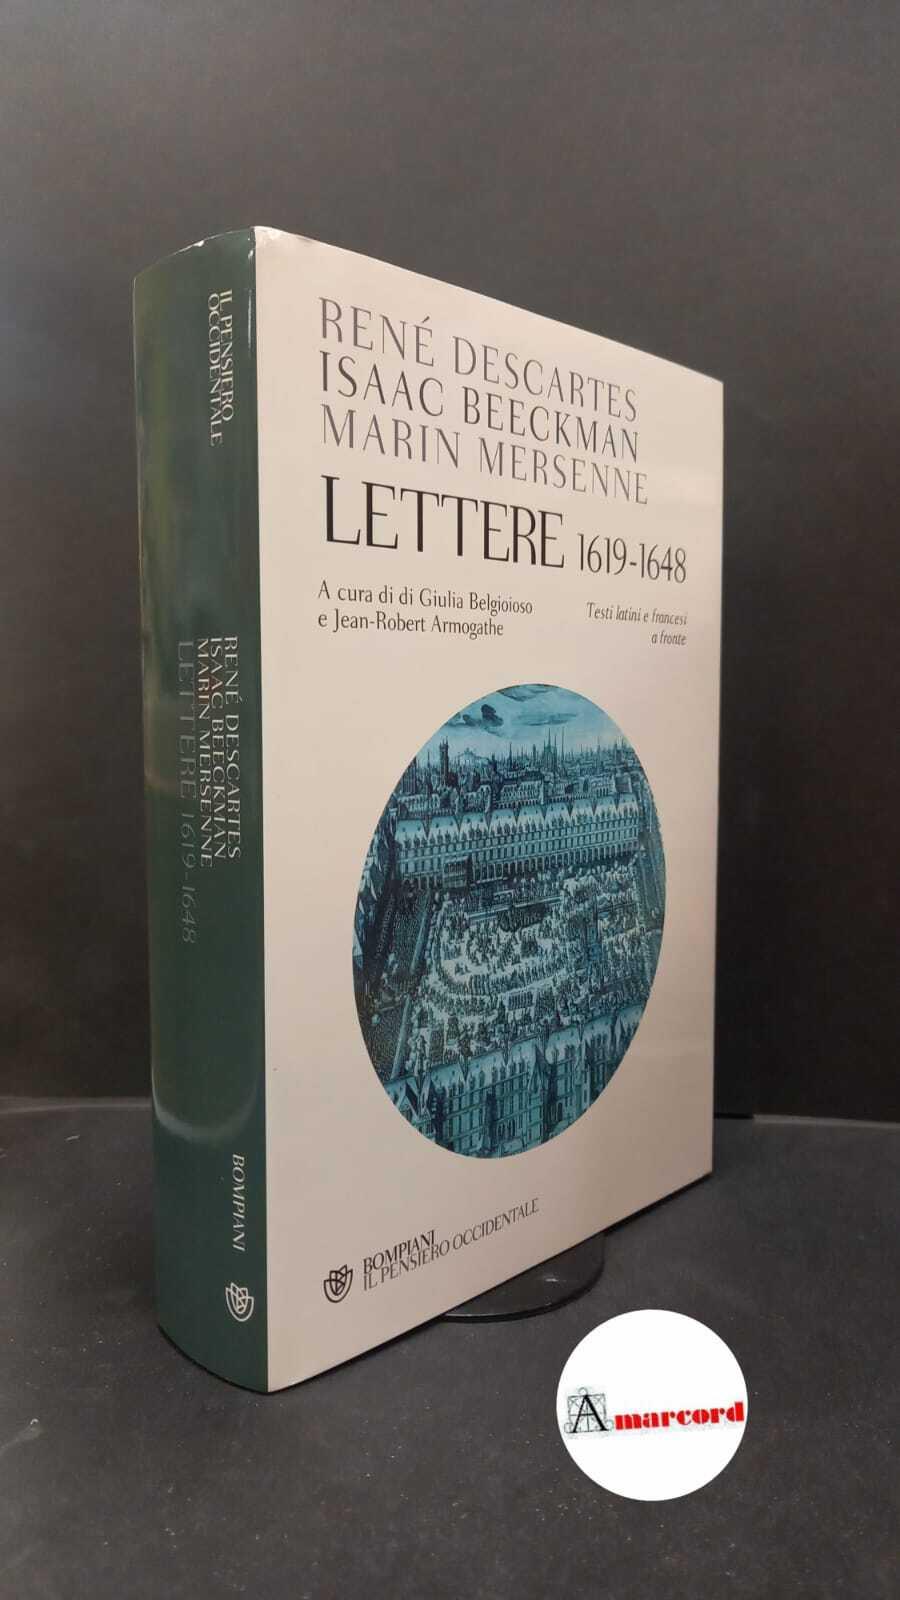 IL PENSIERO
OCCIDENTALE
RENÉ DESCARTES
ISAAC BEECKMAN
MARIN MERSENNE
LETTERE 1619-1648
BOMPIANI
RENÉ DESCARTES
ISAAC BEECKMAN
MARIN MERSENNE
LETTERE 1619-1648
A cura di di Giulia Belgioioso
e Jean-Robert Armogathe
Testi latini e francesi
a fronte
BOMPIANI
IL PENSIERO OCCIDENTALE
Amarcord